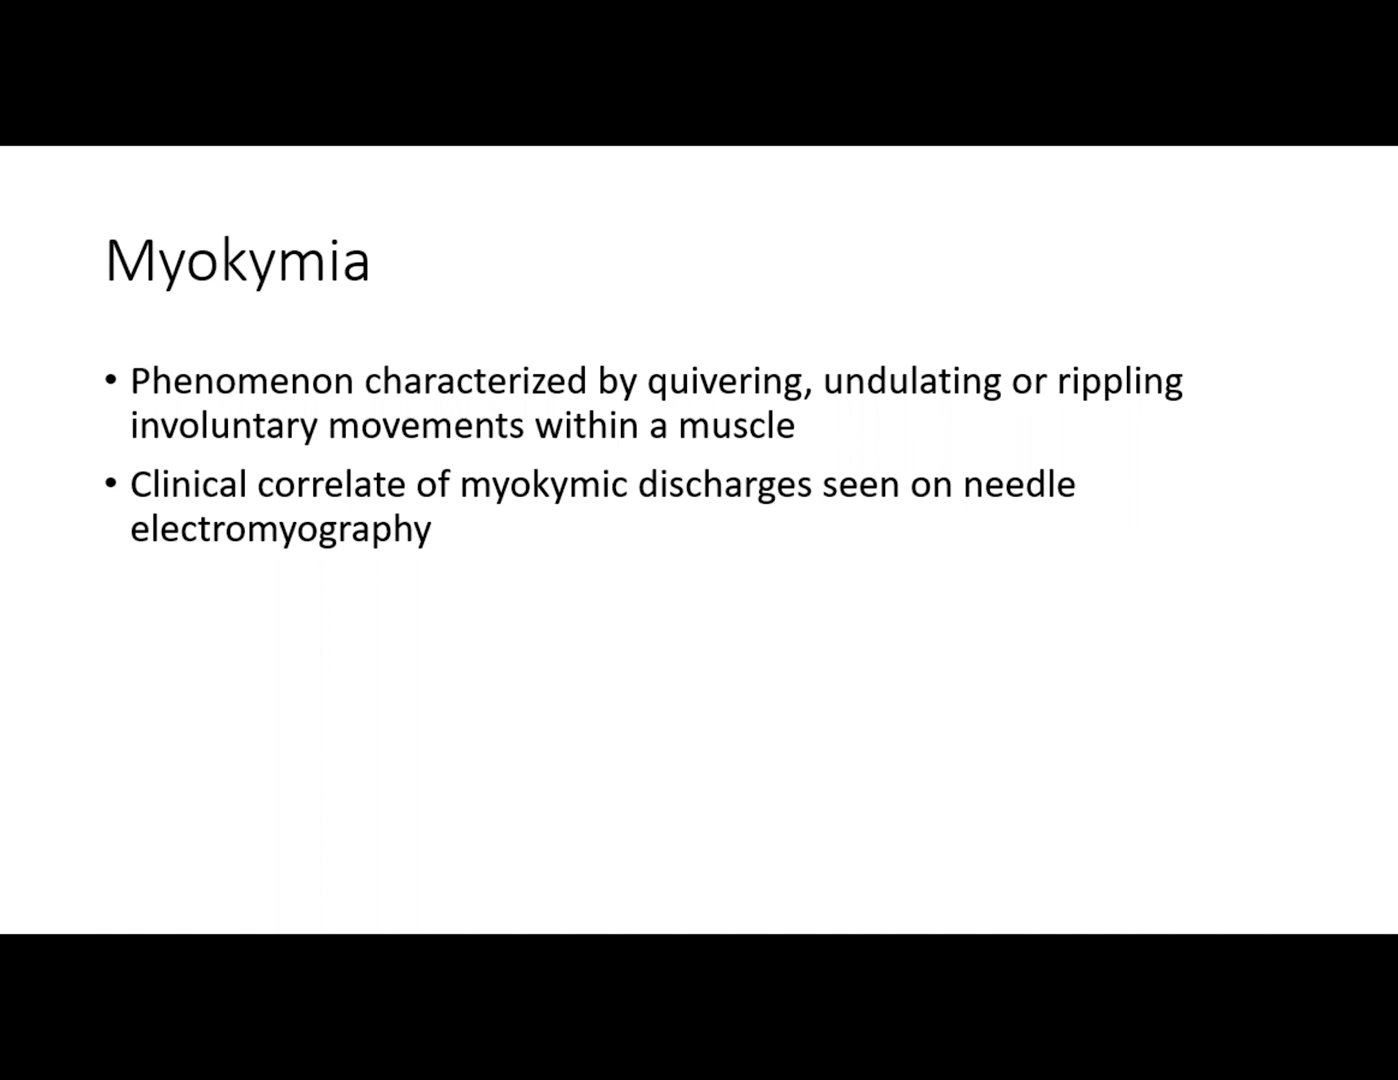 Myokymia
• Phenomenon characterized by quivering, undulating or rippling
involuntary movements within a muscle
• Clinical correlate of myokymic discharges seen on needle
electromyography